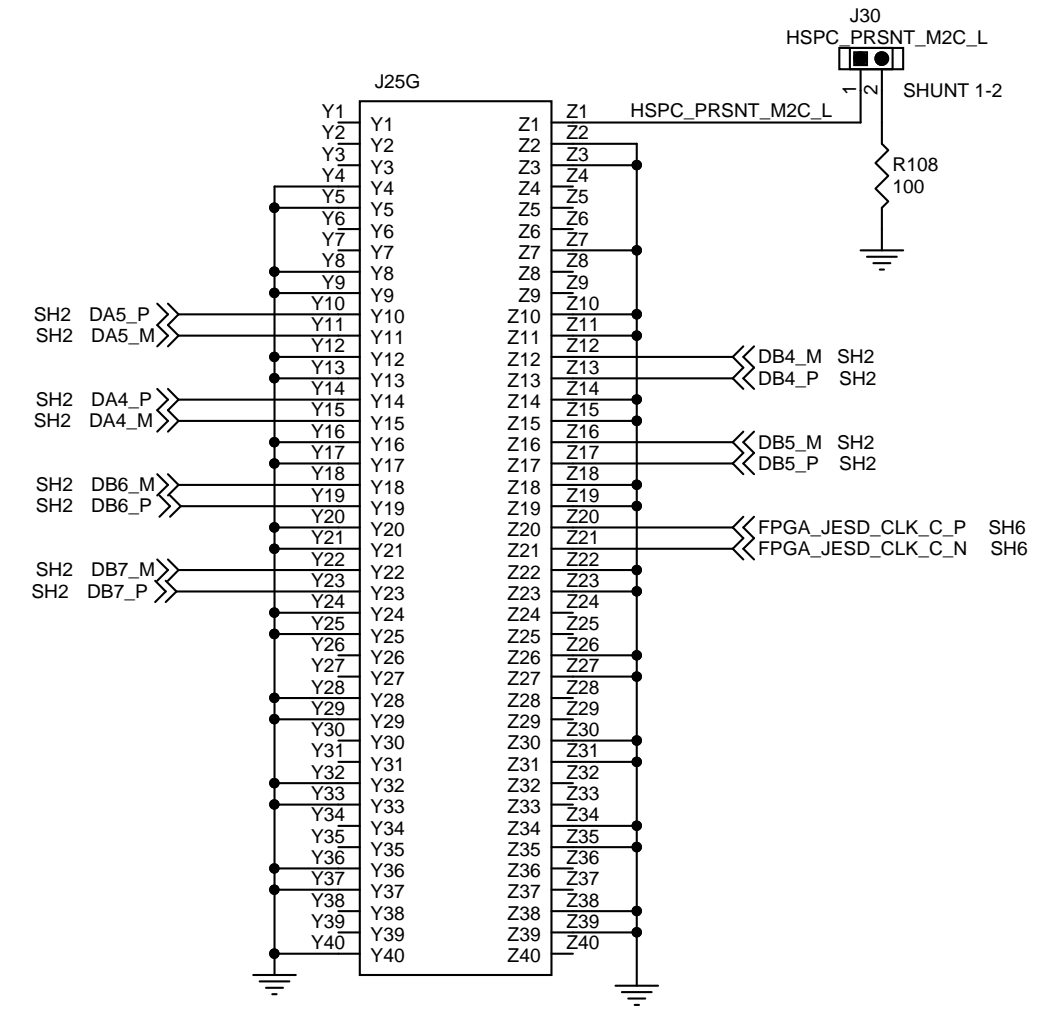 J30
HSPC_PRSNT_M2C_L
1 2 SHUNT 1-2
R108
100
J25G
HSPC_PRSNT_M2C_L
Y1 Y1 Z1 Z1
Y2 Y2 Z2 Z2
Y3 Y3 Z3 Z3
Y4 Y4 Z4 Z4
Y5 Y5 Z5 Z5
Y6 Y6 Z6 Z6
Y7 Y7 Z7 Z7
Y8 Y8 Z8 Z8
Y9 Y9 Z9 Z9
SH2 DA5_P Y10 Y10 Z10 Z10
SH2 DA5_M Y11 Y11 Z11 Z11
Y12 Y12 Z12 Z12 DB4_M SH2
Y13 Y13 Z13 Z13 DB4_P SH2
SH2 DA4_P Y14 Y14 Z14 Z14
SH2 DA4_M Y15 Y15 Z15 Z15
Y16 Y16 Z16 Z16 DB5_M SH2
Y17 Y17 Z17 Z17 DB5_P SH2
SH2 DB6_M Y18 Y18 Z18 Z18
SH2 DB6_P Y19 Y19 Z19 Z19
Y20 Y20 Z20 Z20 FPGA_JESD_CLK_C_P SH6
Y21 Y21 Z21 Z21 FPGA_JESD_CLK_C_N SH6
SH2 DB7_M Y22 Y22 Z22 Z22
SH2 DB7_P Y23 Y23 Z23 Z23
Y24 Y24 Z24 Z24
Y25 Y25 Z25 Z25
Y26 Y26 Z26 Z26
Y27 Y27 Z27 Z27
Y28 Y28 Z28 Z28
Y29 Y29 Z29 Z29
Y30 Y30 Z30 Z30
Y31 Y31 Z31 Z31
Y32 Y32 Z32 Z32
Y33 Y33 Z33 Z33
Y34 Y34 Z34 Z34
Y35 Y35 Z35 Z35
Y36 Y36 Z36 Z36
Y37 Y37 Z37 Z37
Y38 Y38 Z38 Z38
Y39 Y39 Z39 Z39
Y40 Y40 Z40 Z40